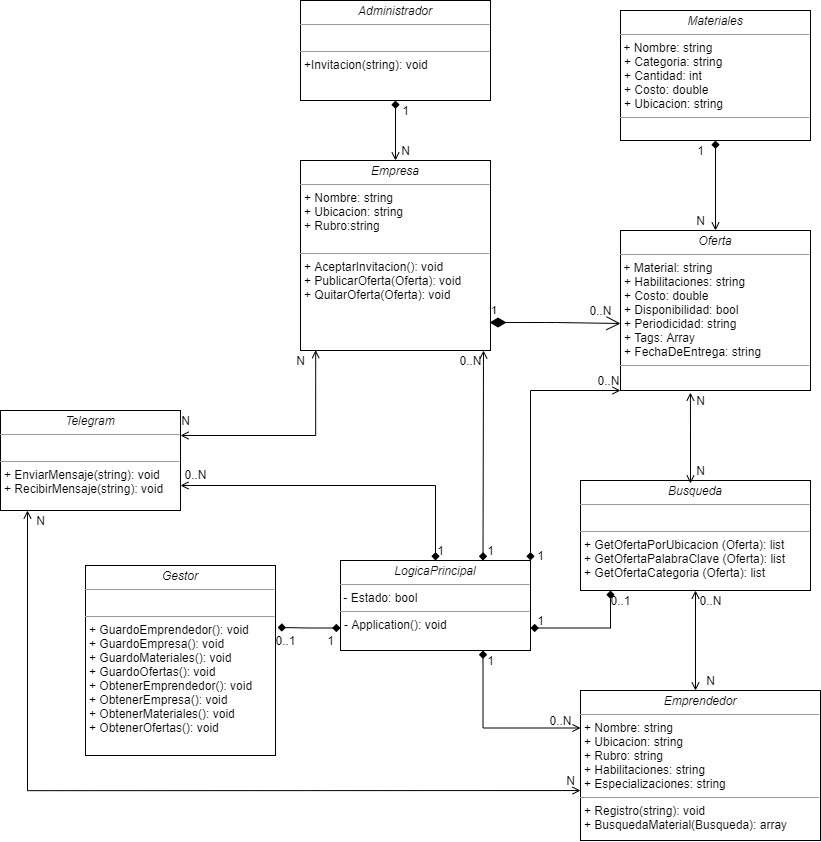 Administrador
+Invitacion(string): void
1
N
Materiales
+ Nombre: string
+ Categoria: string
+ Cantidad: int
+ Costo: double
+ Ubicacion: string
1
N
Empresa
+ Nombre: string
+ Ubicacion: string
+ Rubro:string
+ AceptarInvitacion(): void
+ PublicarOferta(Oferta): void
+ QuitarOferta(Oferta): void
1
0..N
N
0..N
Oferta
+ Material: string
+ Habilitaciones: string
+ Costo: double
+ Disponibilidad: bool
+ Periodicidad: string
+ Tags: Array
+ FechaDeEntrega: string
0..N
N
N
Telegram
+ EnviarMensaje(string): void
+ RecibirMensaje(string): void
N
0..N
N
Busqueda
+ GetOfertaPorUbicacion (Oferta): list
+ GetOfertaPalabraClave (Oferta): list
+ GetOfertaCategoria (Oferta): list
0..1
0..N
N
Gestor
+ GuardoEmprendedor(): void
+ GuardoEmpresa(): void
+ GuardoMateriales(): void
+ GuardoOfertas(): void
+ ObtenerEmprendedor(): void
+ ObtenerEmpresa(): void
+ ObtenerMateriales(): void
+ ObtenerOfertas(): void
0..1
1
LogicaPrincipal
- Estado: bool
- Application(): void
1
1
1
1
1
0..N
N
Emprendedor
+ Nombre: string
+ Ubicacion: string
+ Rubro: string
+ Habilitaciones: string
+ Especializaciones: string
+ Registro(string): void
+ BusquedaMaterial(Busqueda): array